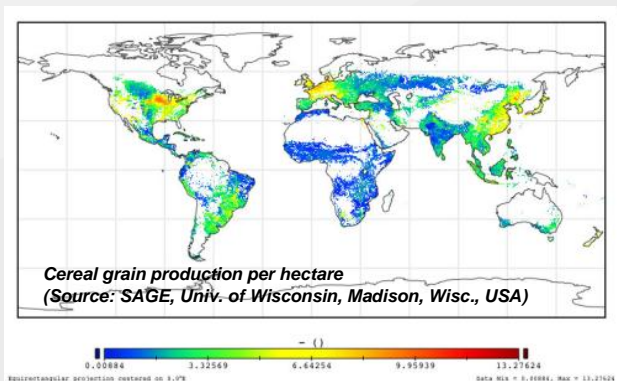 Cereal grain production per hectare
(Source: SAGE, Univ. of Wisconsin, Madison, Wisc., USA)
— ()
0.00884 3.32569 6.64254 9.95939 13.27624
Equirectangular projection centered on 0.0°E Data Min = 0.00884, Max = 13.27624